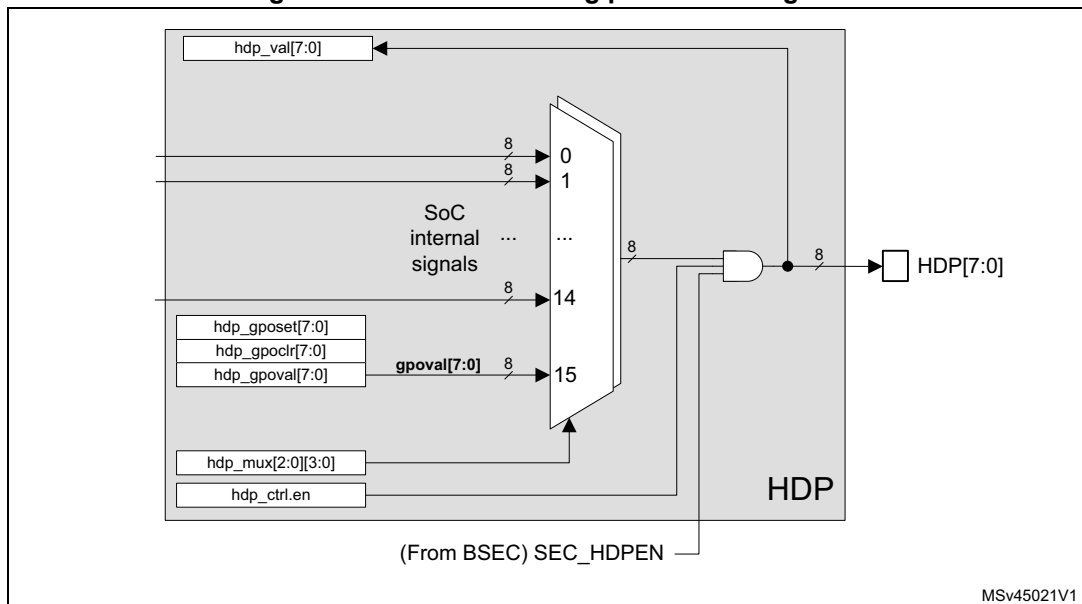 hdp_val[7:0]
8
0
8
1
SoC
internal
signals
...
...
8
8
HDP[7:0]
8
14
hdp_gposet[7:0]
hdp_gpoclr[7:0]
hdp_gpoval[7:0]
gpoval[7:0]
8
15
hdp_mux[2:0][3:0]
hdp_ctrl.en
HDP
(From BSEC) SEC_HDPEN
MSv45021V1